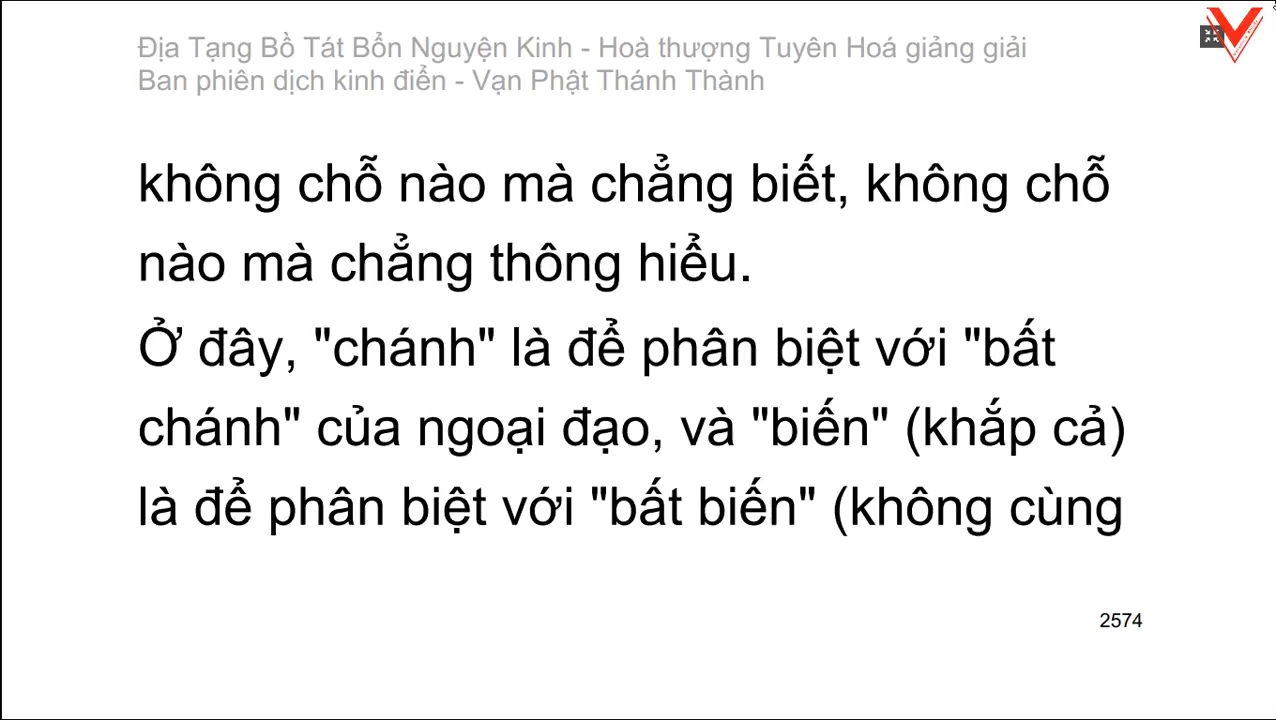 Địa Tạng Bồ Tát Bổn Nguyện Kinh - Hoà thượng Tuyên Hoá giảng giải
Ban phiên dịch kinh điển - Vạn Phật Thánh Thành
không chỗ nào mà chẳng biết, không chỗ
nào mà chẳng thông hiểu.
Ở đây, "chánh" là để phân biệt với "bất
chánh" của ngoại đạo, và "biến" (khắp cả)
là để phân biệt với "bất biến" (không cùng
2574